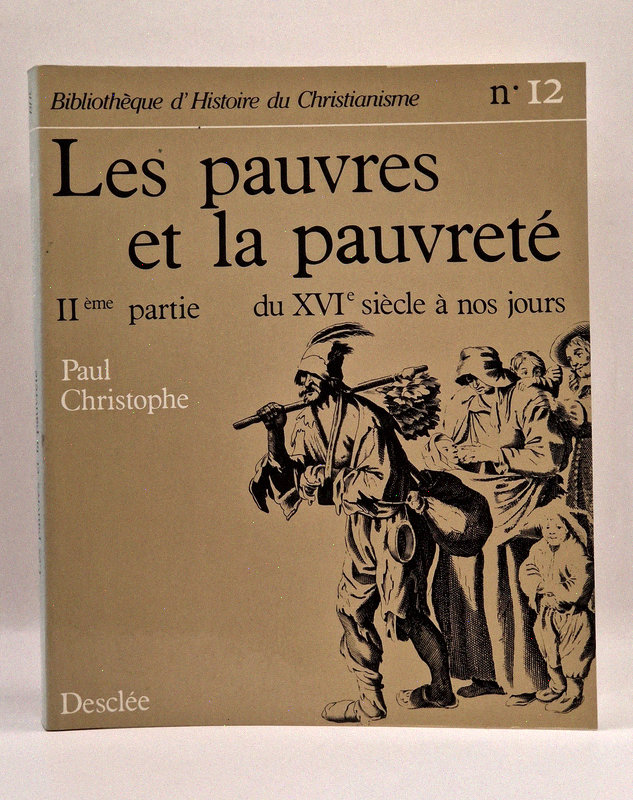 Bibliothèque d'Histoire du Christianisme n· 12
Les pauvres
et la pauvreté
IIème partie du XVIe siècle à nos jours
Paul
Christophe
Desclée